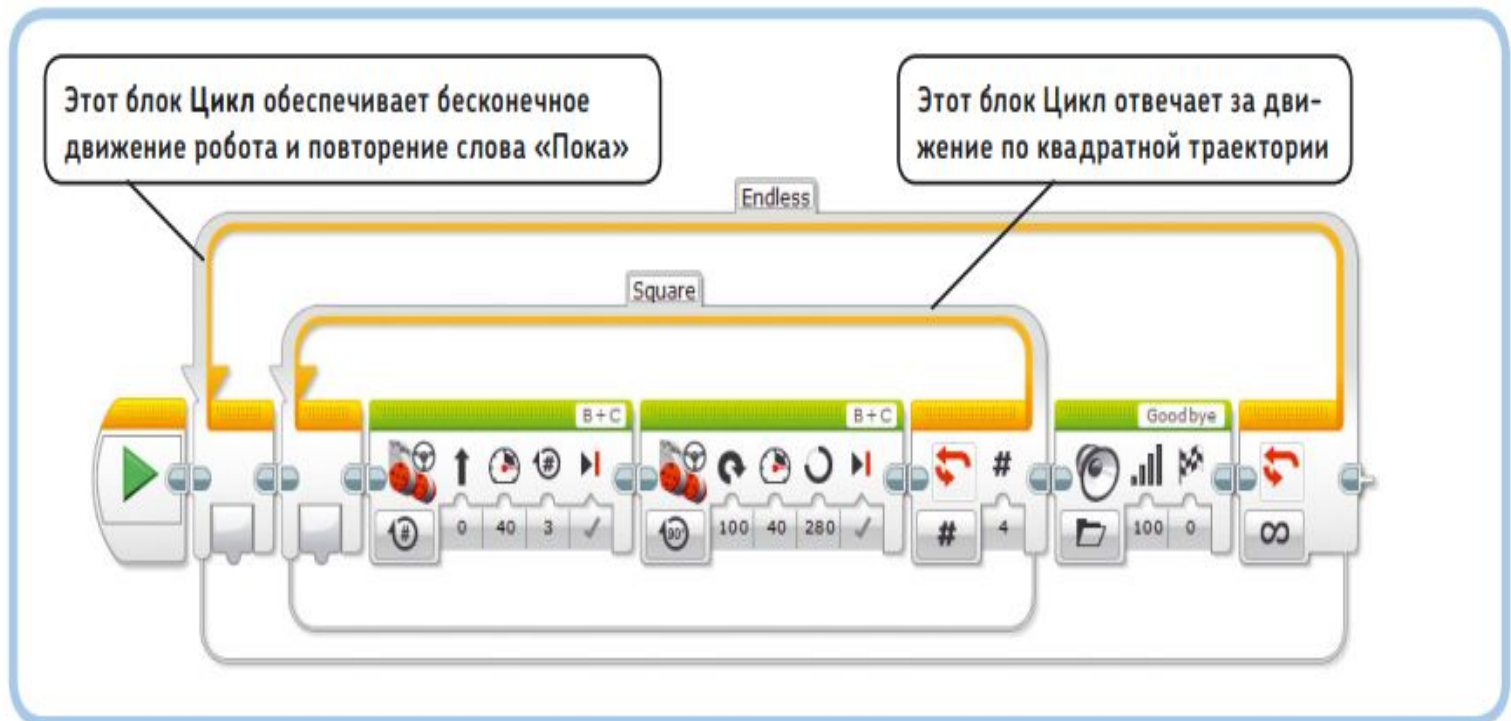 Этот блок Цикл обеспечивает бесконечное
движение робота и повторение слова «Пока»
Этот блок Цикл отвечает за дви-
жение по квадратной траектории
Endless
Square
B+C
B+C
Goodbye
#
#
0 40 3
90° 100 40 280
# 4
100 0
∞